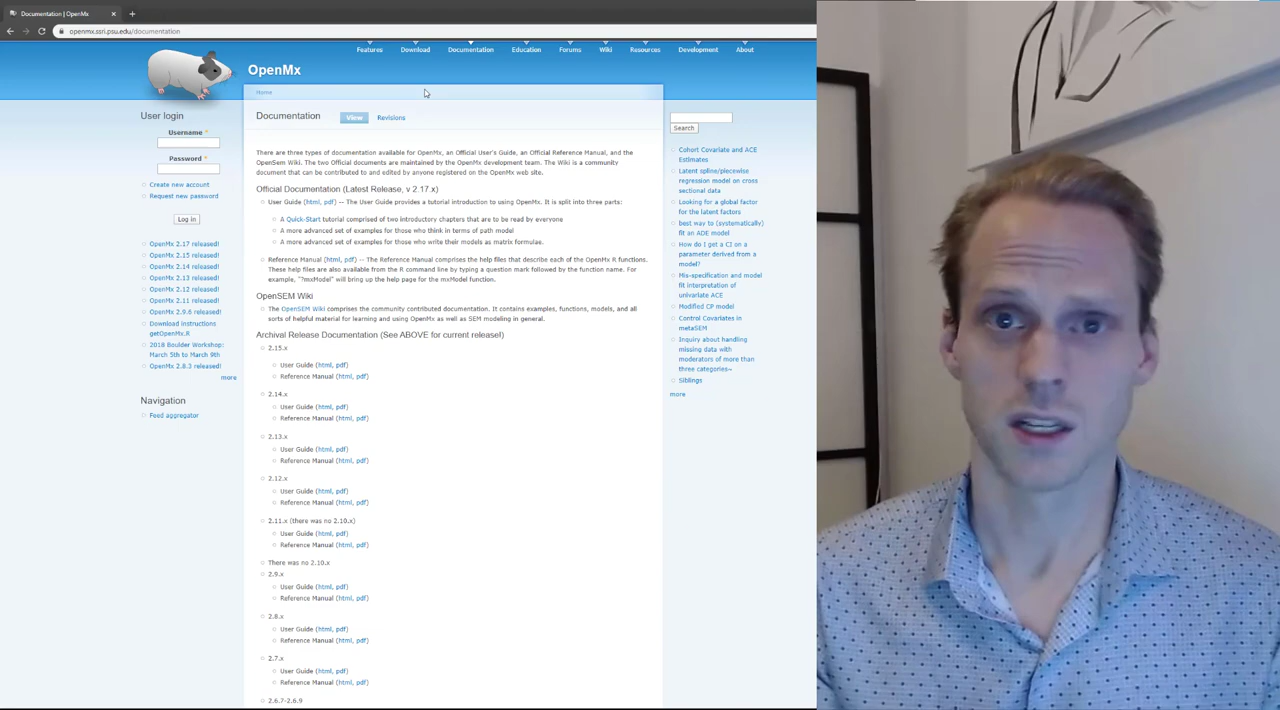 Documentation | OpenMx
openmx.ssri.psu.edu/documentation
Features
Download
Documentation
Education
Forums
Wiki
Resources
Development
About
OpenMx
Home
User login
Username *
Password *
Create new account
Request new password
Log in
OpenMx 2.17 released!
OpenMx 2.15 released!
OpenMx 2.14 released!
OpenMx 2.13 released!
OpenMx 2.12 released!
OpenMx 2.11 released!
OpenMx 2.9.6 released!
Download instructions
getOpenMx.R
2018 Boulder Workshop:
March 5th to March 9th
OpenMx 2.8.3 released!
more
Navigation
Feed aggregator
Documentation
View
Revisions
There are three types of documentation available for OpenMx, an Official User's Guide, an Official Reference Manual, and the
OpenSem Wiki. The two Official documents are maintained by the OpenMx development team. The Wiki is a community
document that can be contributed to and edited by anyone registered on the OpenMx web site.
Official Documentation (Latest Release, v 2.17.x)
User Guide (html, pdf) -- The User Guide provides a tutorial introduction to using OpenMx. It is split into three parts:
A Quick-Start tutorial comprised of two introductory chapters that are to be read by everyone
A more advanced set of examples for those who think in terms of path model
A more advanced set of examples for those who write their models as matrix formulae.
Reference Manual (html, pdf) -- The Reference Manual comprises the help files that describe each of the OpenMx R functions.
These help files are also available from the R command line by typing a question mark followed by the function name. For
example, "?mxModel" will bring up the help page for the mxModel function.
OpenSEM Wiki
The OpenSEM Wiki comprises the community contributed documentation. It contains examples, functions, models, and all
sorts of helpful material for learning and using OpenMx as well as SEM modeling in general.
Archival Release Documentation (See ABOVE for current release!)
2.15.x
User Guide (html, pdf)
Reference Manual (html, pdf)
2.14.x
User Guide (html, pdf)
Reference Manual (html, pdf)
2.13.x
User Guide (html, pdf)
Reference Manual (html, pdf)
2.12.x
User Guide (html, pdf)
Reference Manual (html, pdf)
2.11.x (there was no 2.10.x)
User Guide (html, pdf)
Reference Manual (html, pdf)
There was no 2.10.x
2.9.x
User Guide (html, pdf)
Reference Manual (html, pdf)
2.8.x
User Guide (html, pdf)
Reference Manual (html, pdf)
2.7.x
User Guide (html, pdf)
Reference Manual (html, pdf)
2.6.7-2.6.9
Search
Cohort Covariate and ACE
Estimates
Latent spline/piecewise
regression model on cross
sectional data
Looking for a global factor
for the latent factors
best way to (systematically)
fit an ADE model
How do I get a CI on a
parameter derived from a
model?
Mis-specification and model
fit interpretation of
univariate ACE
Modified CP model
Control Covariates in
metaSEM
Inquiry about handling
missing data with
moderators of more than
three categories~
Siblings
more